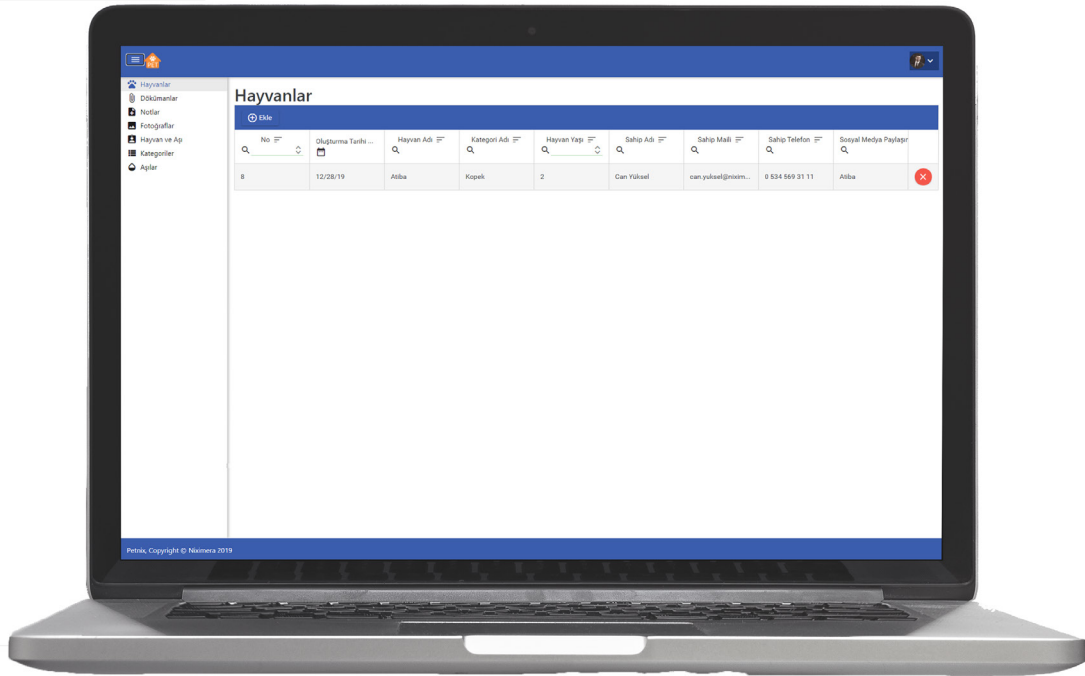 PET
Hayvanlar
Dökümanlar
Notlar
Fotoğraflar
Hayvan ve Aşı
Kategoriler
Aşılar
Hayvanlar
Ekle
No
Oluşturma Tarihi ...
Hayvan Adı
Kategori Adı
Hayvan Yaşı
Sahip Adı
Sahip Maili
Sahip Telefon
Sosyal Medya Paylaşır
8 12/28/19 Atiba Kopek 2 Can Yüksel can.yuksel@nixim... 0 534 569 31 11 Atiba
Petnix, Copyright © Niximera 2019